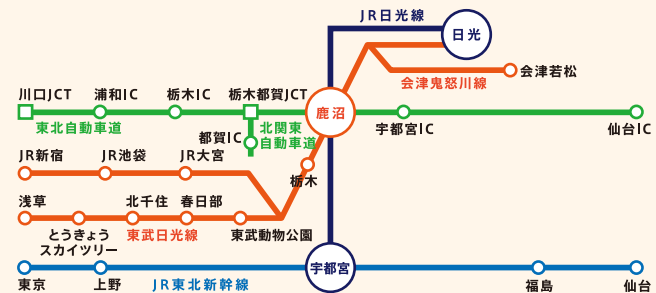 JR日光線
日光
会津若松
会津鬼怒川線
川口JCT
浦和IC
栃木IC
栃木都賀JCT
鹿沼
東北自動車道
都賀IC
北関東
自動車道
宇都宮IC
仙台IC
JR新宿
JR池袋
JR大宮
栃木
浅草
北千住
春日部
とうきょう
スカイツリー
東武日光線
東武動物公園
宇都宮
東京
上野
JR東北新幹線
福島
仙台